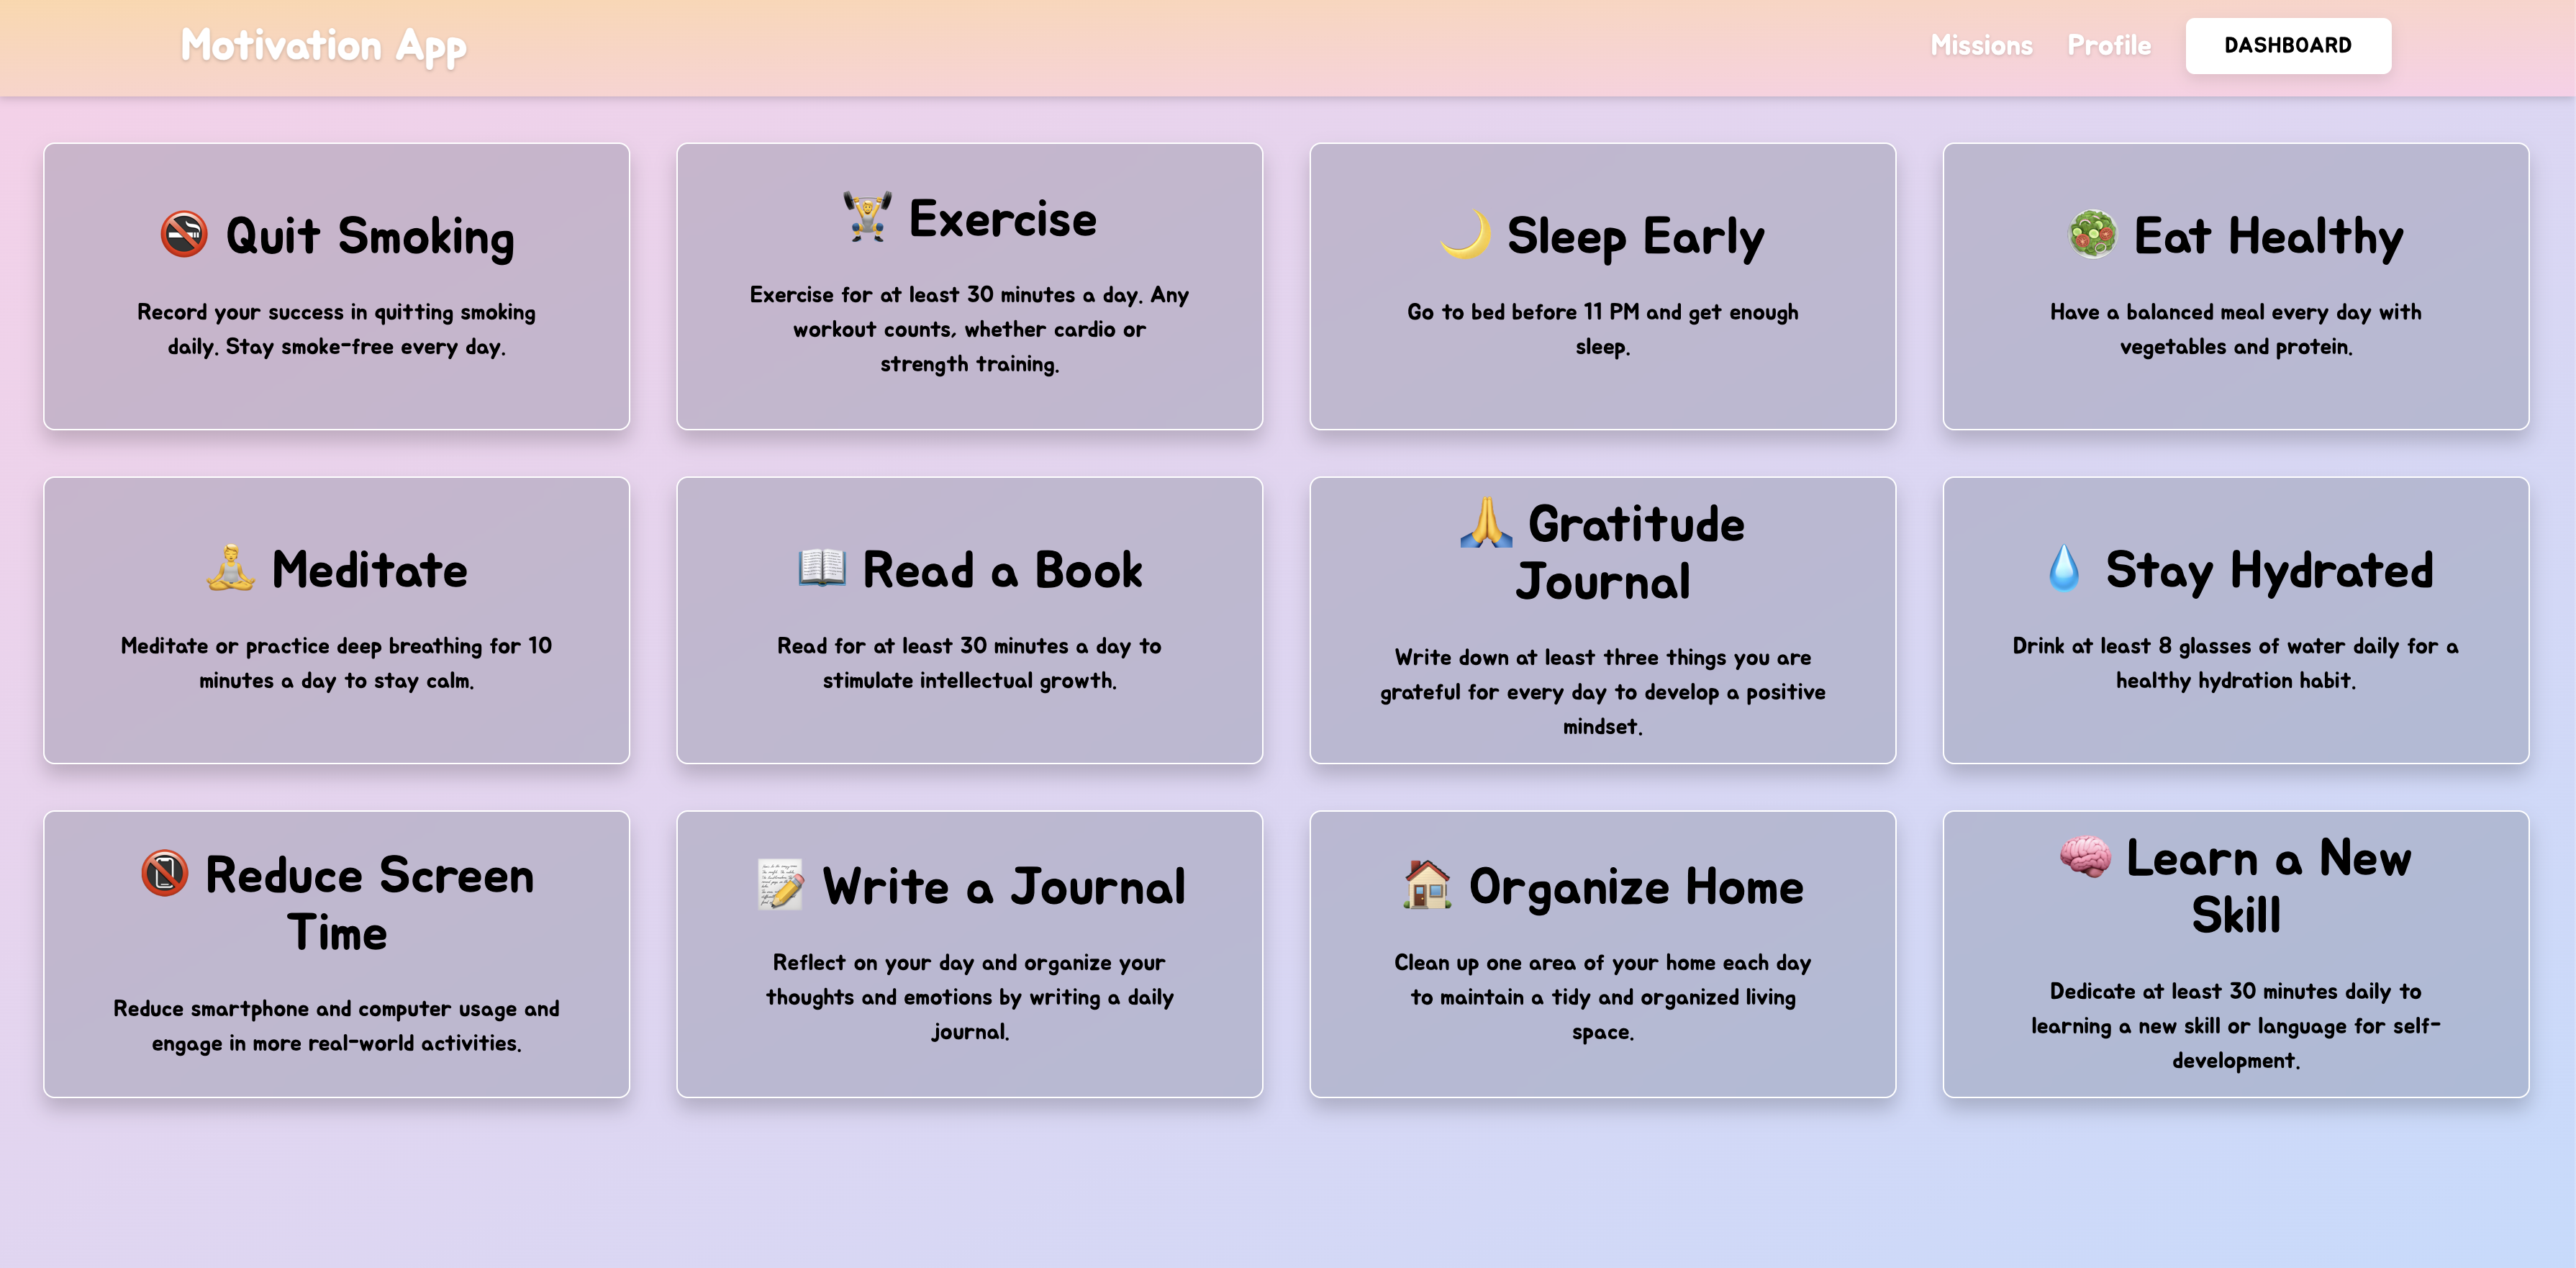 Motivation App
Missions
Profile
DASHBOARD
Quit Smoking
Record your success in quitting smoking
daily. Stay smoke-free every day.
Exercise
Exercise for at least 30 minutes a day. Any
workout counts, whether cardio or
strength training.
Sleep Early
Go to bed before 11 PM and get enough
sleep.
Eat Healthy
Have a balanced meal every day with
vegetables and protein.
Meditate
Meditate or practice deep breathing for 10
minutes a day to stay calm.
Read a Book
Read for at least 30 minutes a day to
stimulate intellectual growth.
Gratitude
Journal
Write down at least three things you are
grateful for every day to develop a positive
mindset.
Stay Hydrated
Drink at least 8 glasses of water daily for a
healthy hydration habit.
Reduce Screen
Time
Reduce smartphone and computer usage and
engage in more real-world activities.
Write a Journal
Reflect on your day and organize your
thoughts and emotions by writing a daily
journal.
Organize Home
Clean up one area of your home each day
to maintain a tidy and organized living
space.
Learn a New
Skill
Dedicate at least 30 minutes daily to
learning a new skill or language for self-
development.